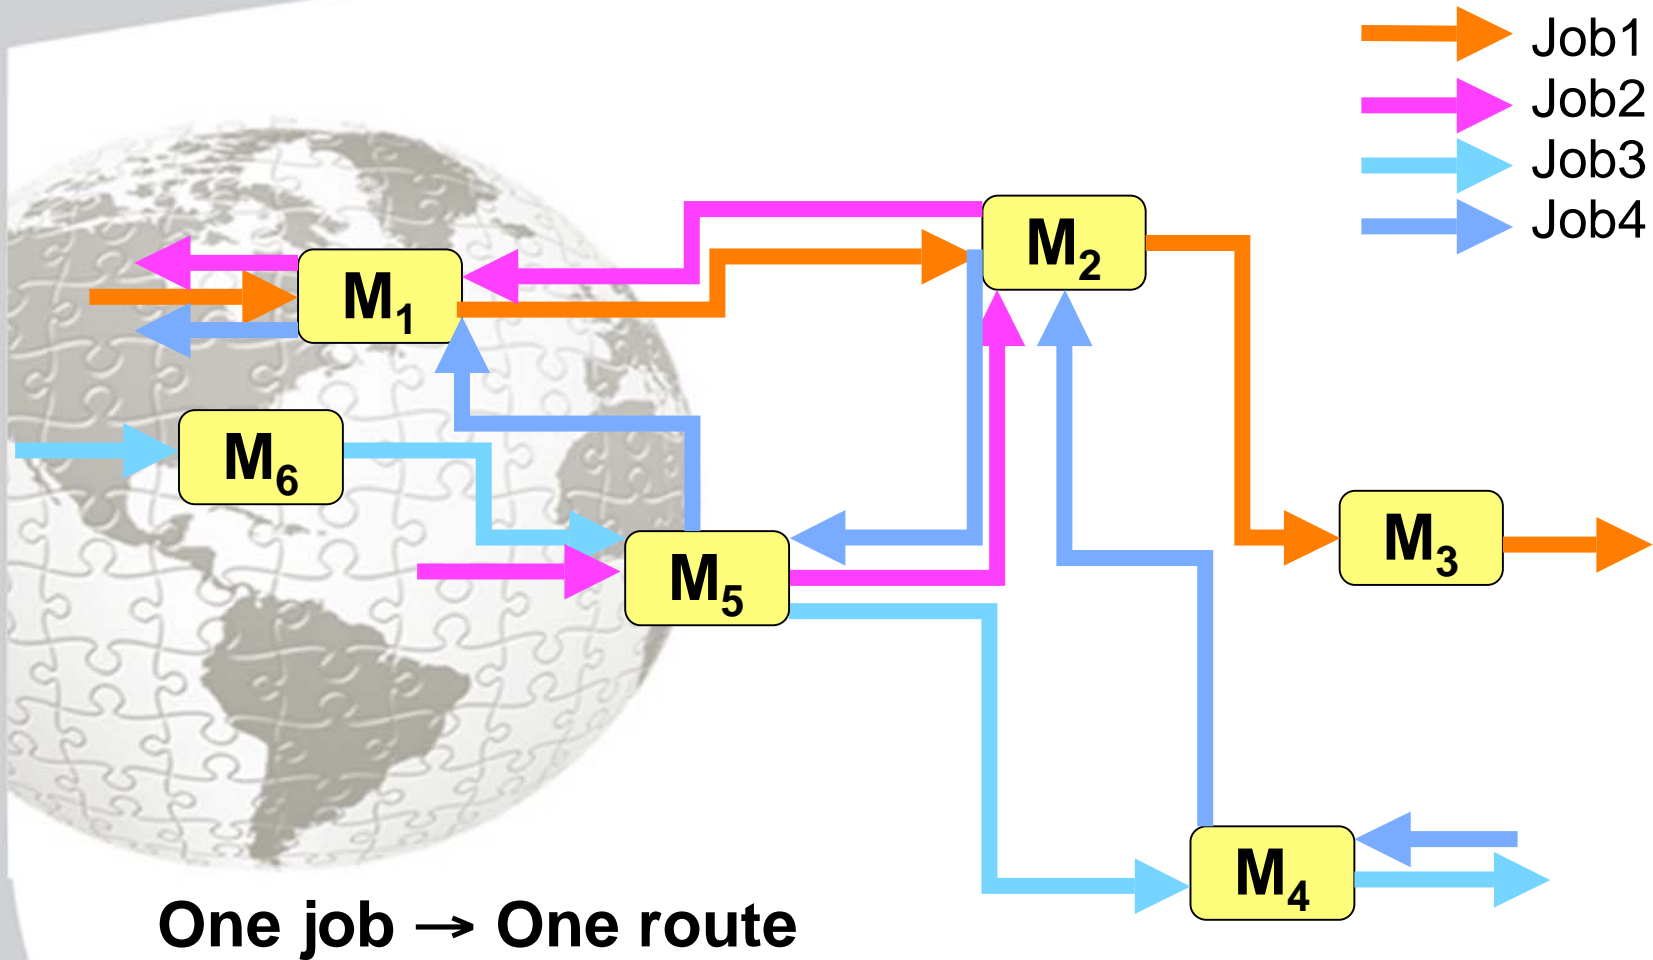 Job1
Job2
Job3
Job4
M2
M1
M6
M3
M5
M4
One job → One route